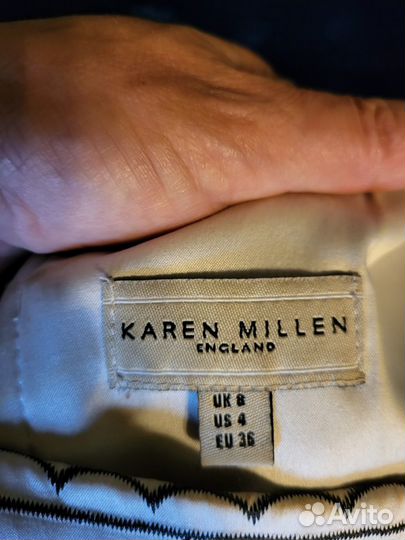 KAREN MILLEN
ENGLAND
UK 8
US 4
EU 36
Avito